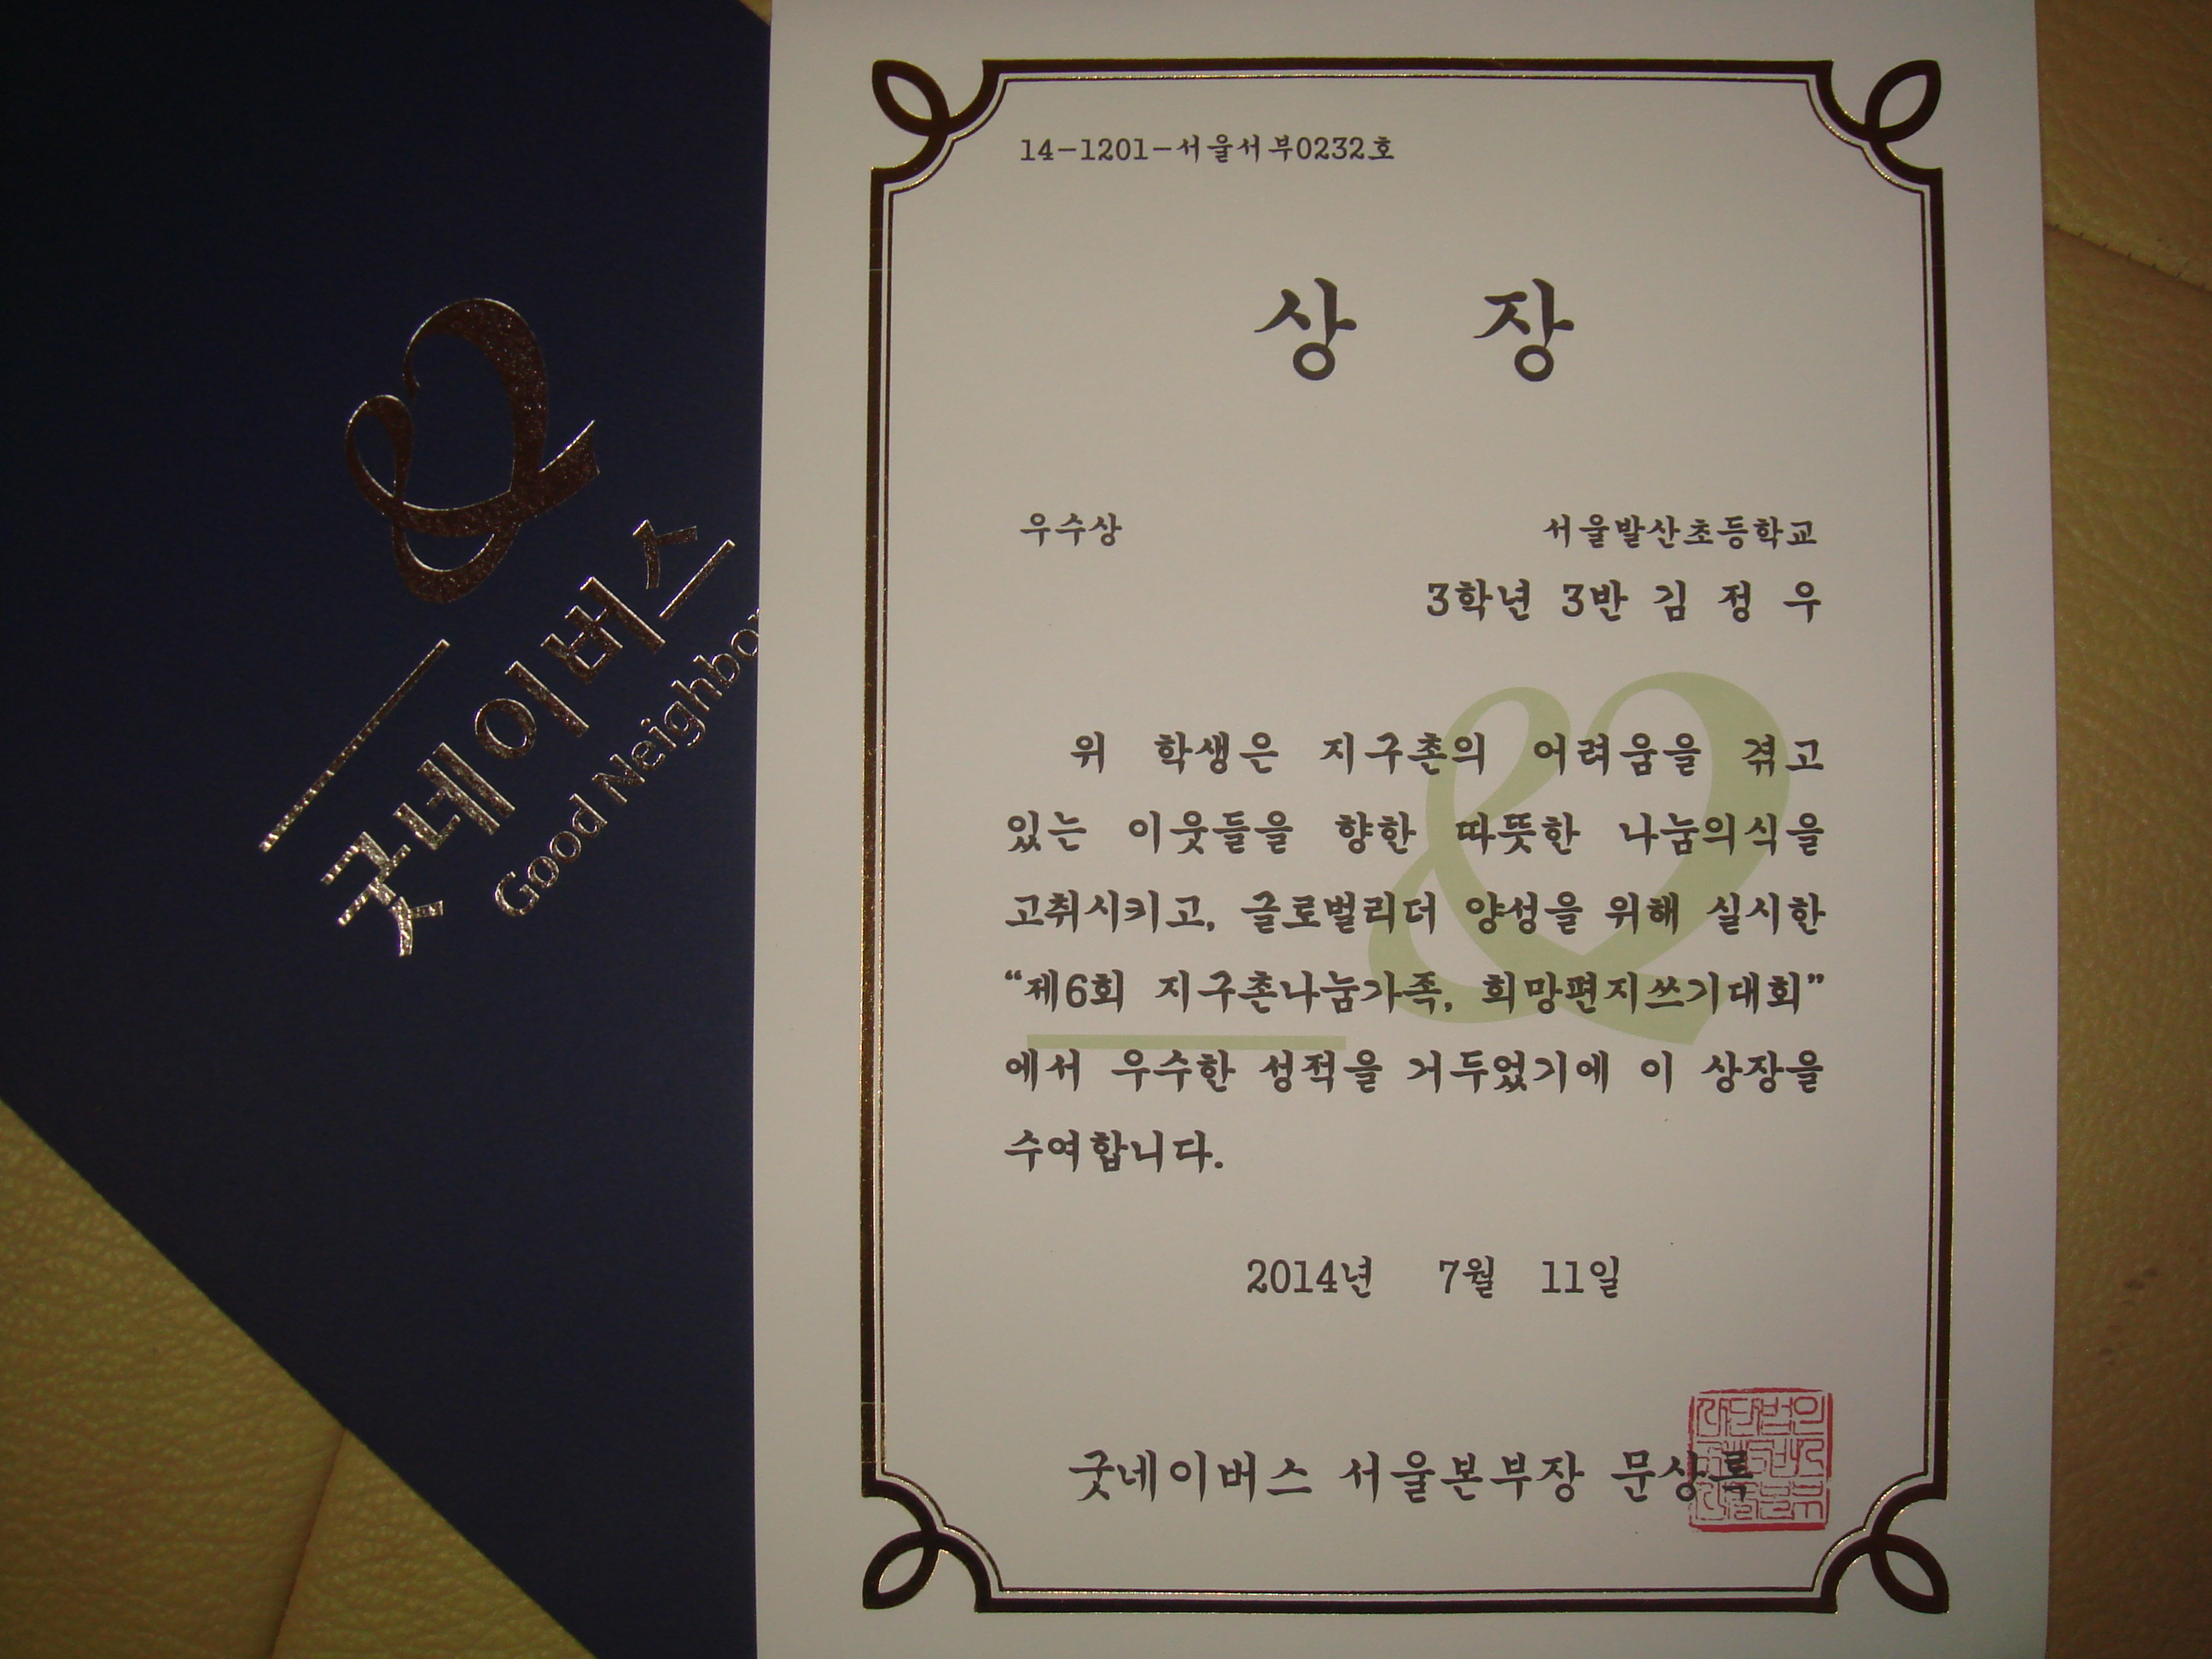 굿네이버스
Good Neighbo
14-1201-서울서부0232호
상 장
우수상
서울발산초등학교
3학년 3반 김 정 우
위 학생은 지구촌의 어려움을 겪고
있는 이웃들을 향한 따뜻한 나눔의식을
고취시키고, 글로벌리더 양성을 위해 실시한
“제6회 지구촌나눔가족, 희망편지쓰기대회”
에서 우수한 성적을 거두었기에 이 상장을
수여합니다.
2014년 7월 11일
굿네이버스 서울본부장 문상록
사단법인